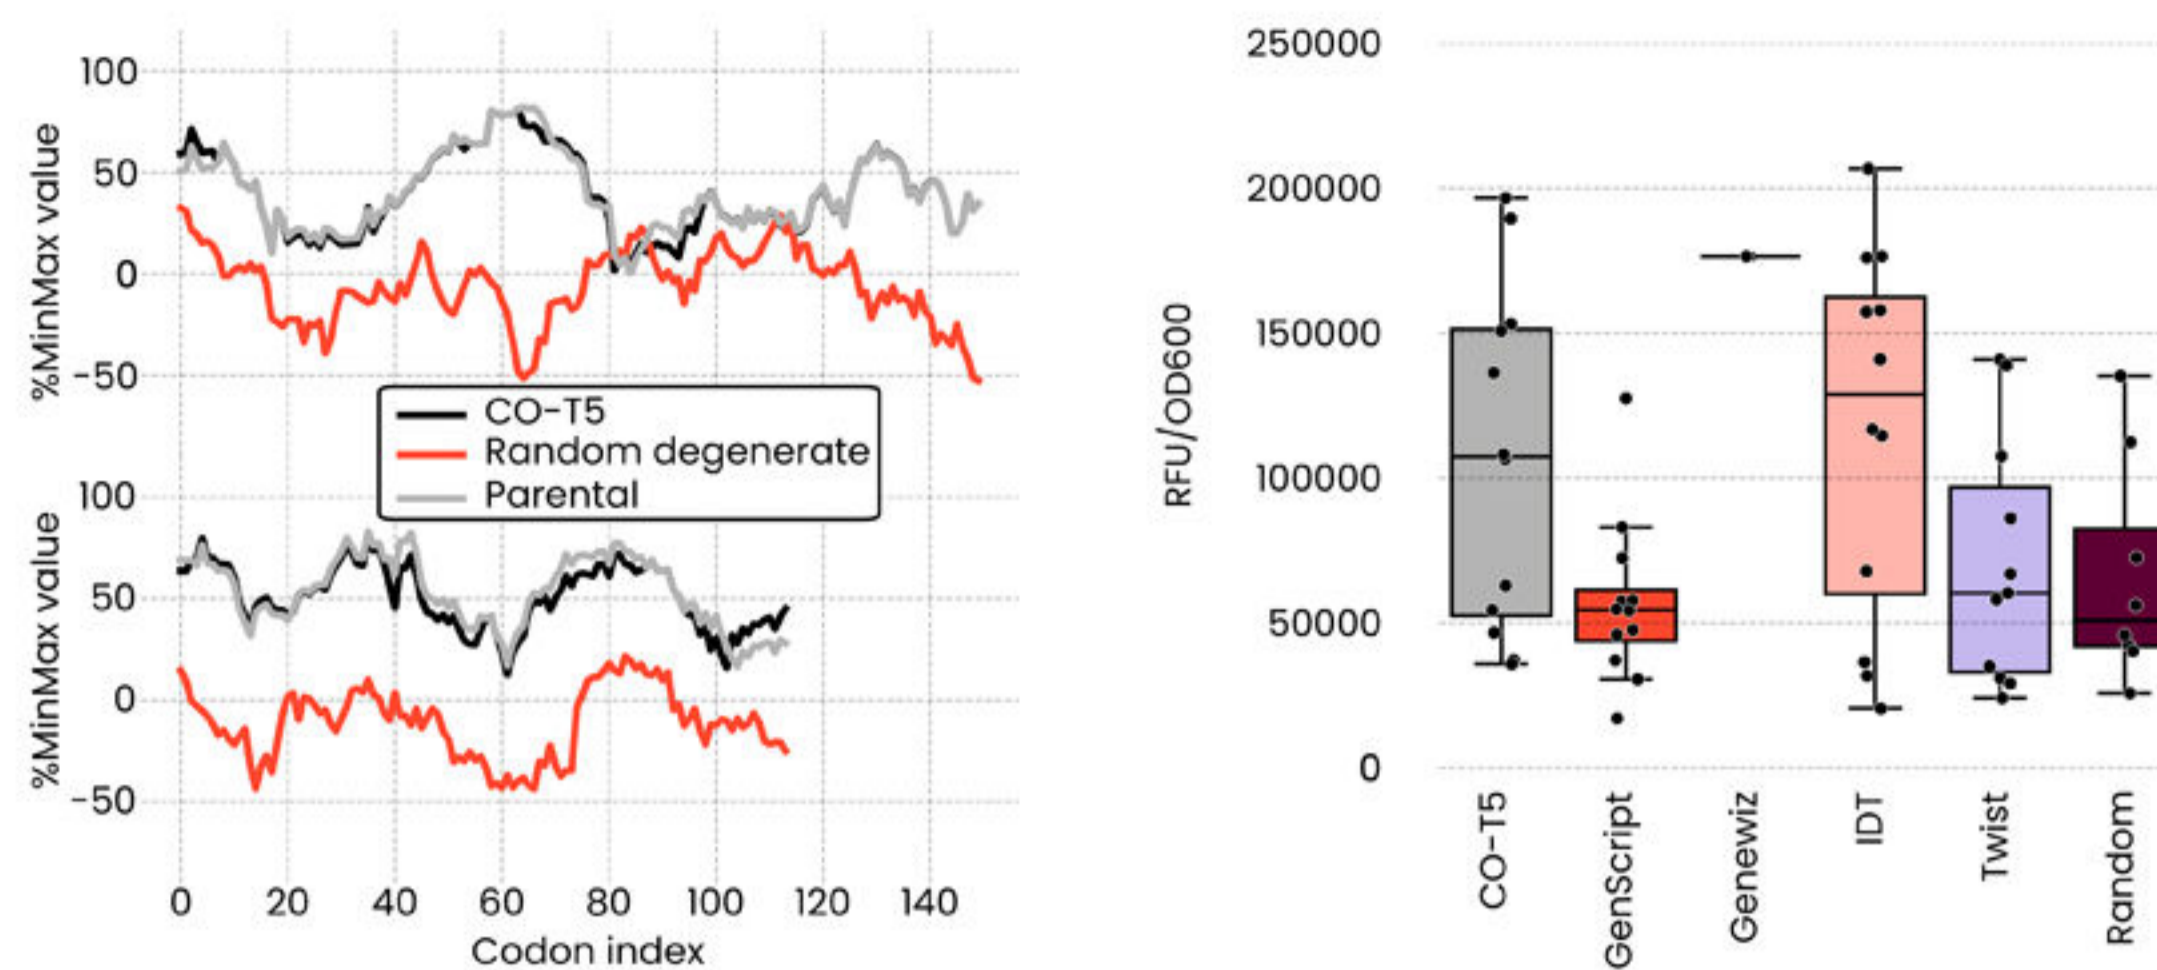 %MinMax value
100
50
0
−50
CO−T5
Random degenerate
Parental
%MinMax value
100
50
0
−50
0 20 40 60 80 100 120 140
Codon index
RFU/OD600
250000
200000
150000
100000
50000
0
CO−T5
GenScript
Genewiz
IDT
Twist
Random